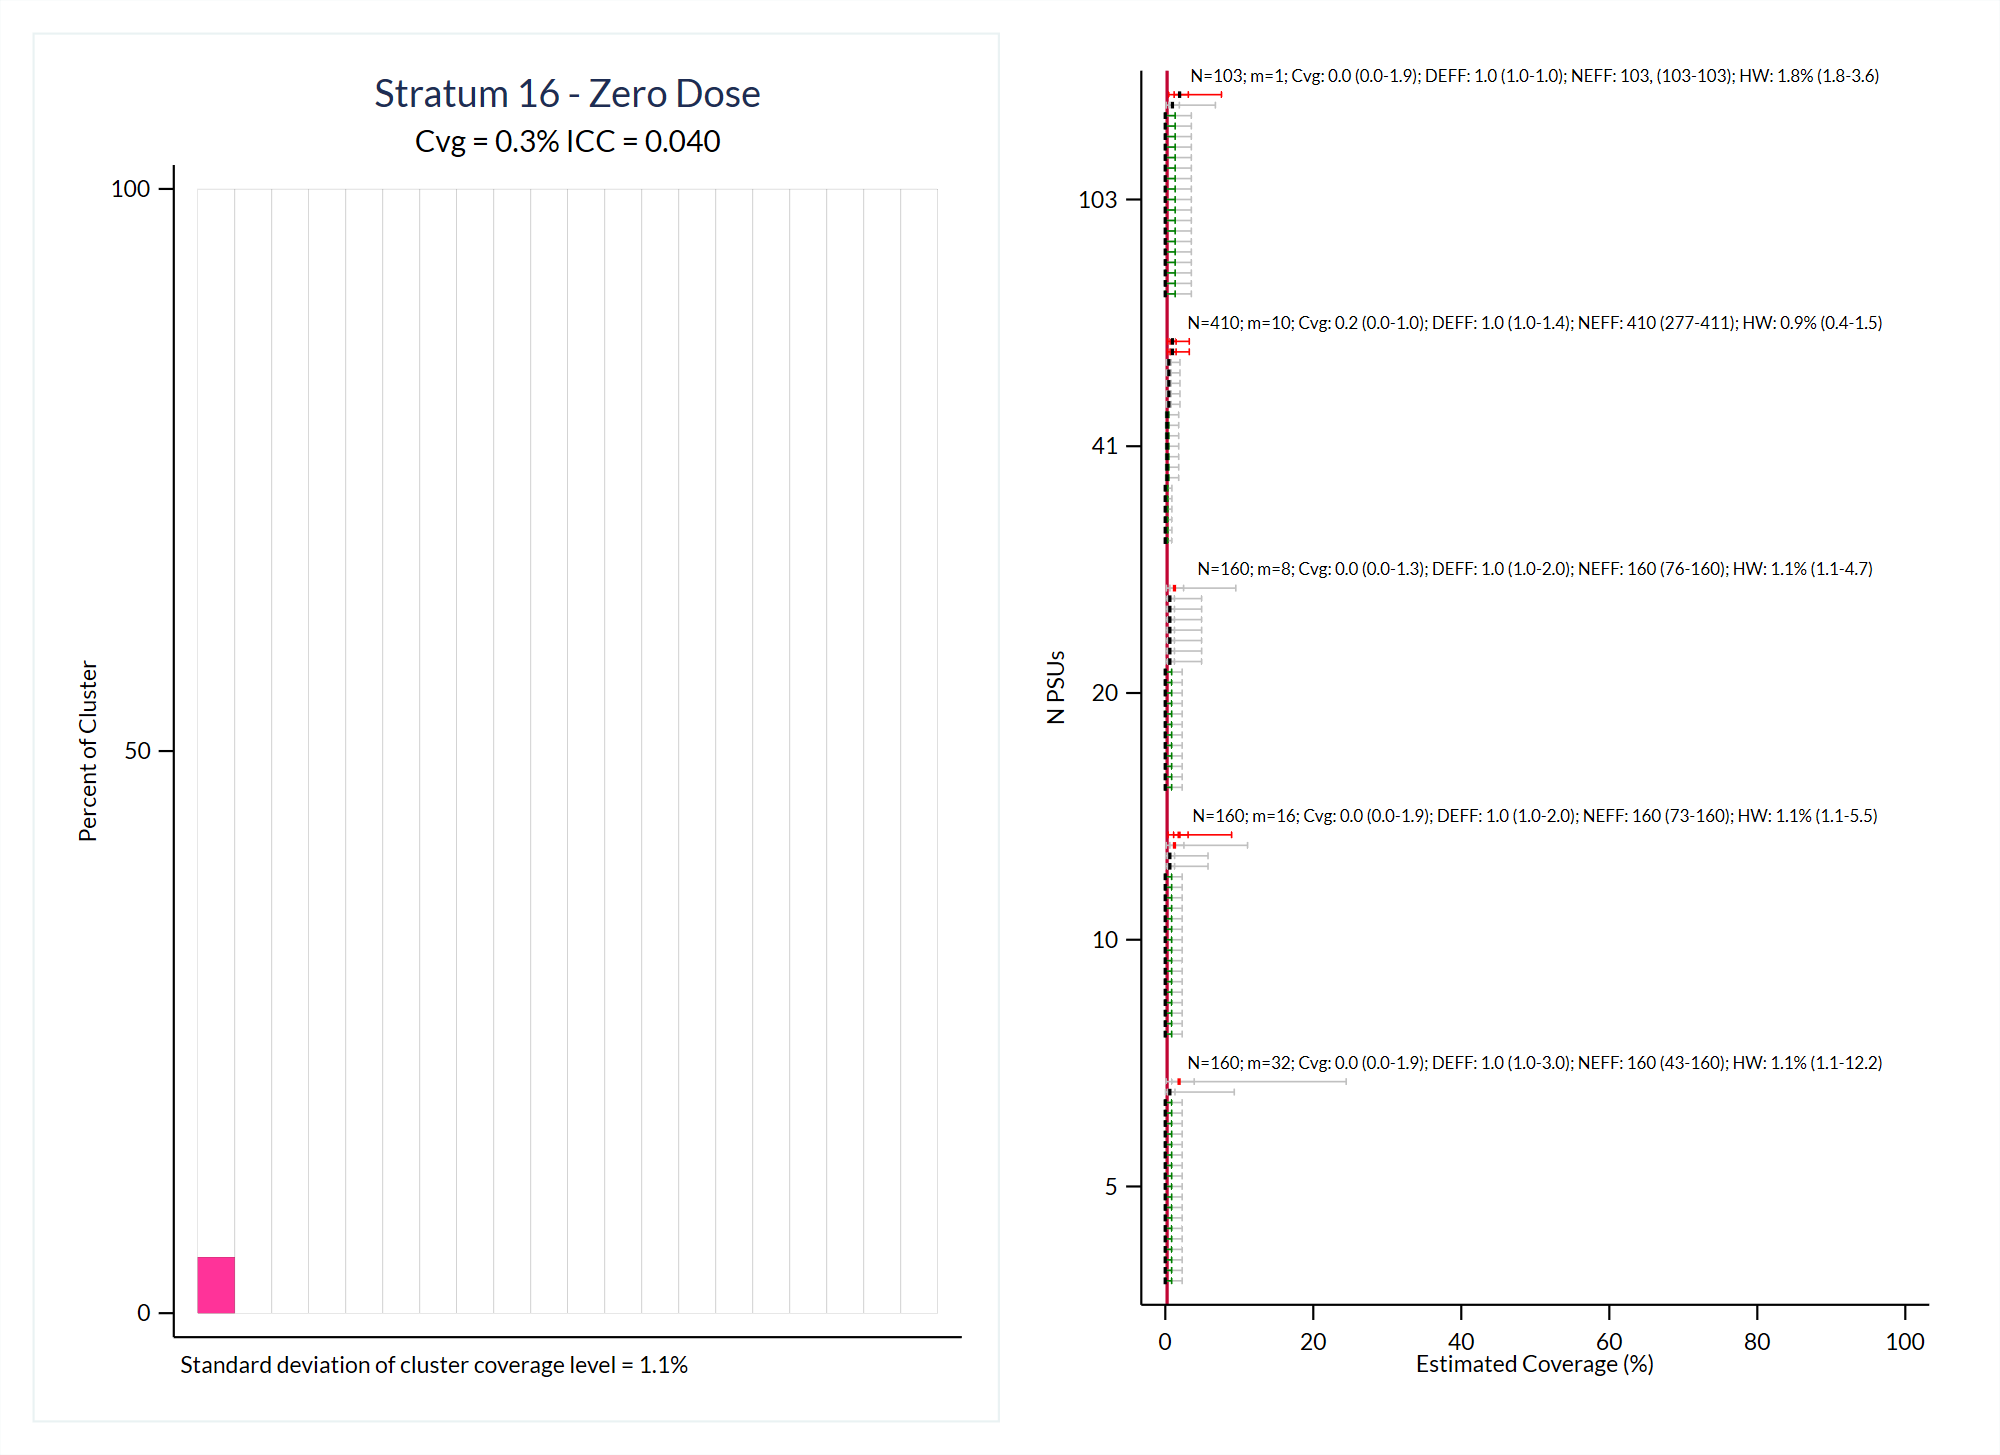 Stratum 16 - Zero Dose
Cvg = 0.3% ICC = 0.040
100
50
0
Percent of Cluster
Standard deviation of cluster coverage level = 1.1%
N=103; m=1; Cvg: 0.0 (0.0-1.9); DEFF: 1.0 (1.0-1.0); NEFF: 103, (103-103); HW: 1.8% (1.8-3.6)
103
N=410; m=10; Cvg: 0.2 (0.0-1.0); DEFF: 1.0 (1.0-1.4); NEFF: 410 (277-411); HW: 0.9% (0.4-1.5)
41
N=160; m=8; Cvg: 0.0 (0.0-1.3); DEFF: 1.0 (1.0-2.0); NEFF: 160 (76-160); HW: 1.1% (1.1-4.7)
20
N PSUs
N=160; m=16; Cvg: 0.0 (0.0-1.9); DEFF: 1.0 (1.0-2.0); NEFF: 160 (73-160); HW: 1.1% (1.1-5.5)
10
N=160; m=32; Cvg: 0.0 (0.0-1.9); DEFF: 1.0 (1.0-3.0); NEFF: 160 (43-160); HW: 1.1% (1.1-12.2)
5
0 20 40 60 80 100
Estimated Coverage (%)